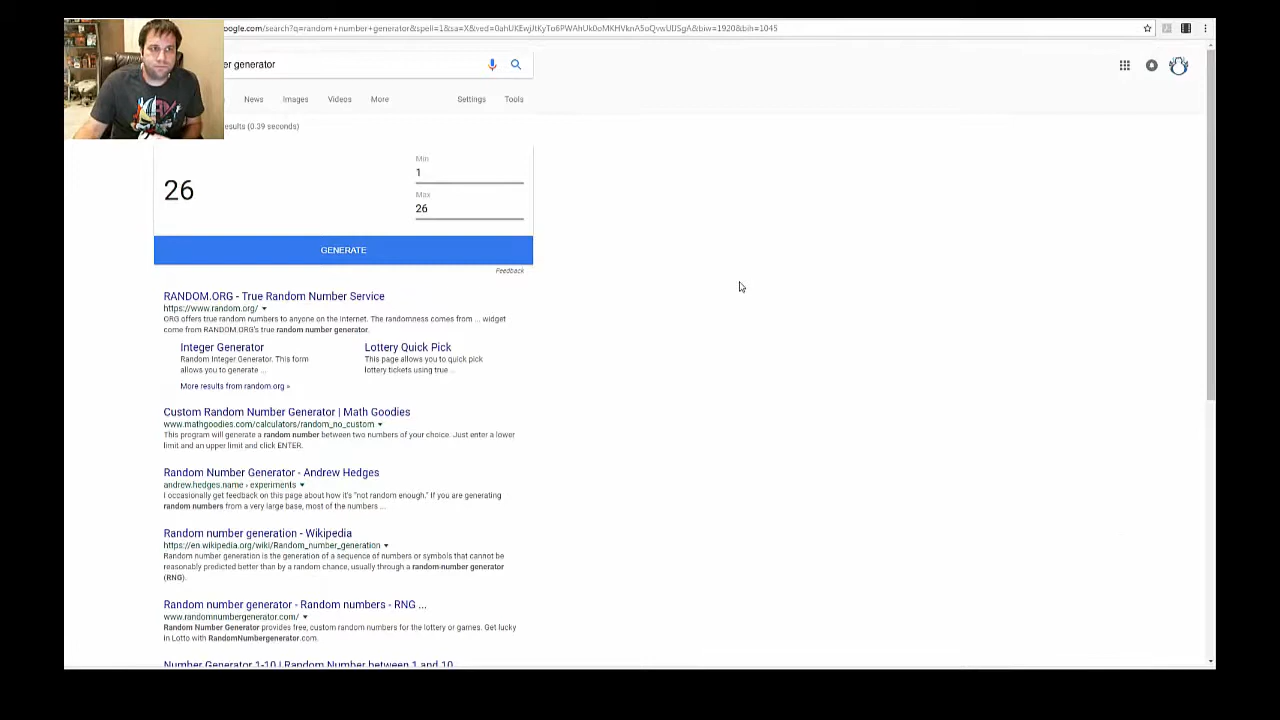 oogle.com/search?q=random+number+generator&spell=1&sa=X&ved=0ahUKEwjJtKyTo6PWAhUk0oMKHVknA5oQvwUIJSgA&biw=1920&bih=1045
er generator
News Images Videos More Settings Tools
esults (0.39 seconds)
Min
1
26
Max
26
GENERATE
Feedback
RANDOM.ORG - True Random Number Service
https://www.random.org/
ORG offers true random numbers to anyone on the Internet. The randomness comes from ... widget
come from RANDOM.ORG's true random number generator.
Integer Generator
Random Integer Generator. This form
allows you to generate ...
Lottery Quick Pick
This page allows you to quick pick
lottery tickets using true ...
More results from random.org »
Custom Random Number Generator | Math Goodies
www.mathgoodies.com/calculators/random_no_custom
This program will generate a random number between two numbers of your choice. Just enter a lower
limit and an upper limit and click ENTER.
Random Number Generator - Andrew Hedges
andrew.hedges.name › experiments
I occasionally get feedback on this page about how it's "not random enough." If you are generating
random numbers from a very large base, most of the numbers ...
Random number generation - Wikipedia
https://en.wikipedia.org/wiki/Random_number_generation
Random number generation is the generation of a sequence of numbers or symbols that cannot be
reasonably predicted better than by a random chance, usually through a random-number generator
(RNG).
Random number generator - Random numbers - RNG ...
www.randomnumbergenerator.com/
Random Number Generator provides free, custom random numbers for the lottery or games. Get lucky
in Lotto with RandomNumbergenerator.com.
Number Generator 1-10 | Random Number between 1 and 10